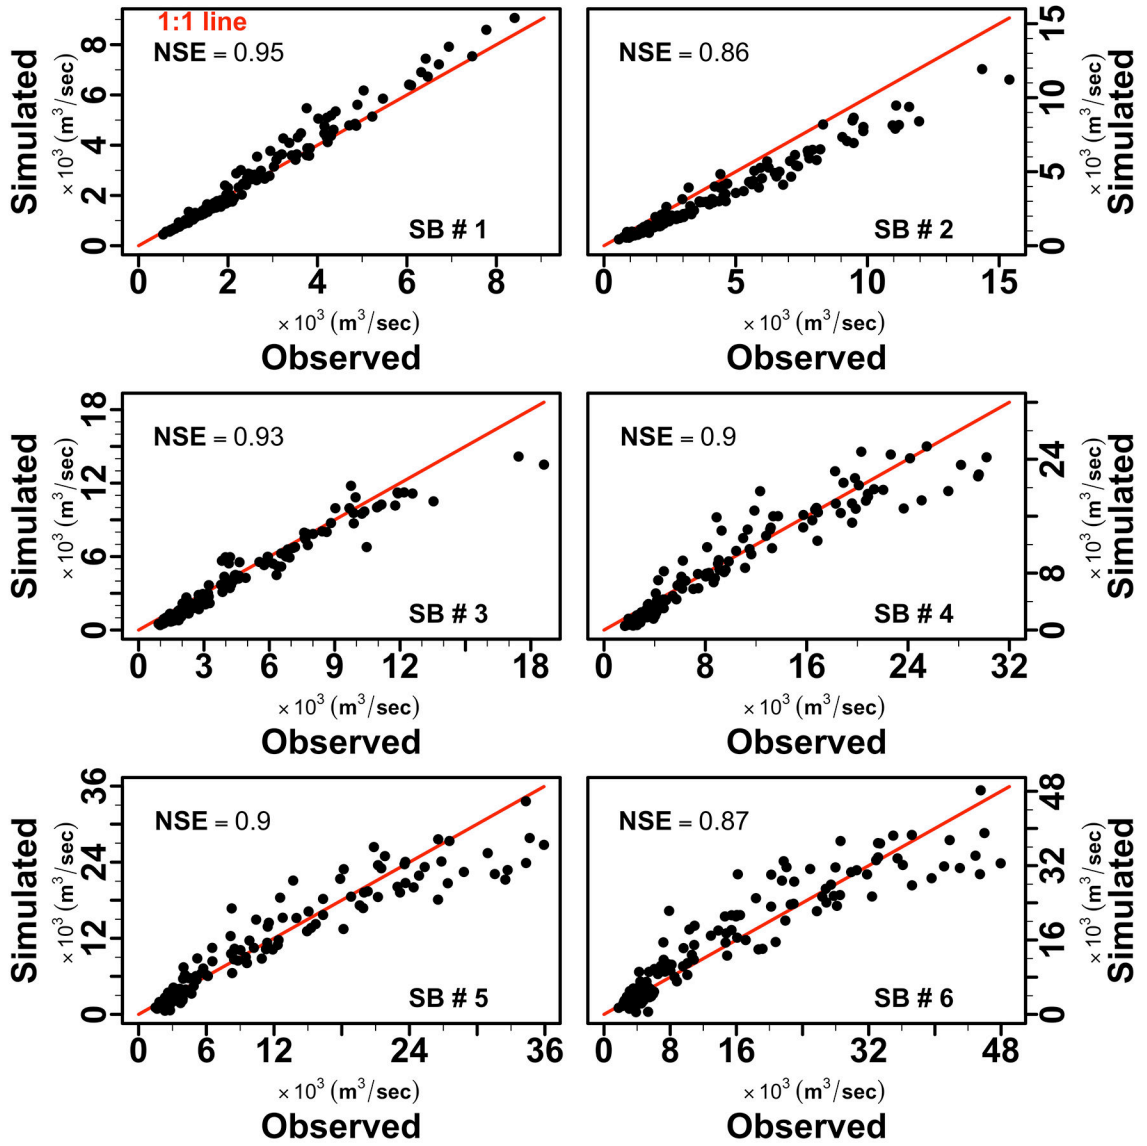 1:1 line
NSE = 0.95
SB # 1
Simulated
×10³ (m³/sec)
0 2 4 6 8
0 2 4 6 8
×10³ (m³/sec)
Observed
NSE = 0.86
SB # 2
0 5 10 15
×10³ (m³/sec)
Simulated
0 5 10 15
×10³ (m³/sec)
Observed
NSE = 0.93
SB # 3
Simulated
×10³ (m³/sec)
0 6 12 18
0 3 6 9 12 18
×10³ (m³/sec)
Observed
NSE = 0.9
SB # 4
0 8 24
×10³ (m³/sec)
Simulated
0 8 16 24 32
×10³ (m³/sec)
Observed
NSE = 0.9
SB # 5
Simulated
×10³ (m³/sec)
0 12 24 36
0 6 12 24 36
×10³ (m³/sec)
Observed
NSE = 0.87
SB # 6
0 16 32 48
×10³ (m³/sec)
Simulated
0 8 16 32 48
×10³ (m³/sec)
Observed